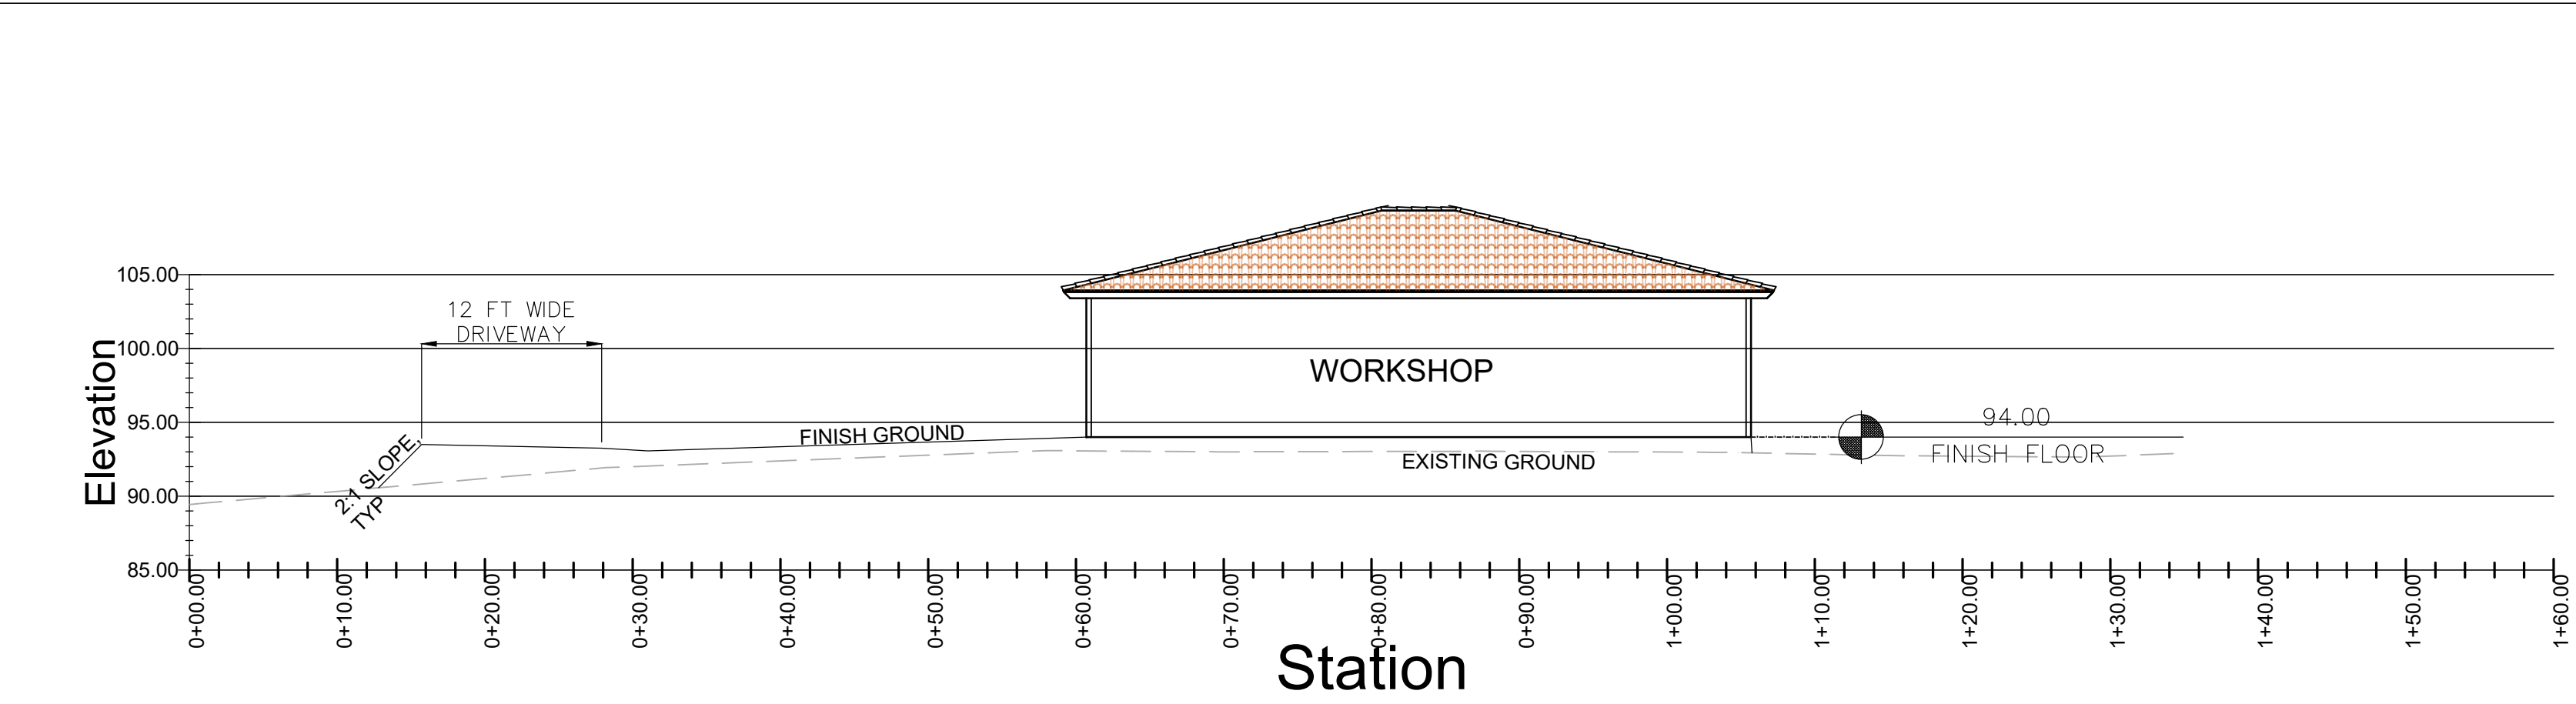 105.00
12 FT WIDE
DRIVEWAY
100.00
WORKSHOP
95.00
94.00
FINISH GROUND
2:1 SLOPE,
TYP
FINISH FLOOR
EXISTING GROUND
90.00
85.00
Elevation
0+00.00
0+10.00
0+20.00
0+30.00
0+40.00
0+50.00
0+60.00
0+70.00
0+80.00
0+90.00
1+00.00
1+10.00
1+20.00
1+30.00
1+40.00
1+50.00
1+60.00
Station